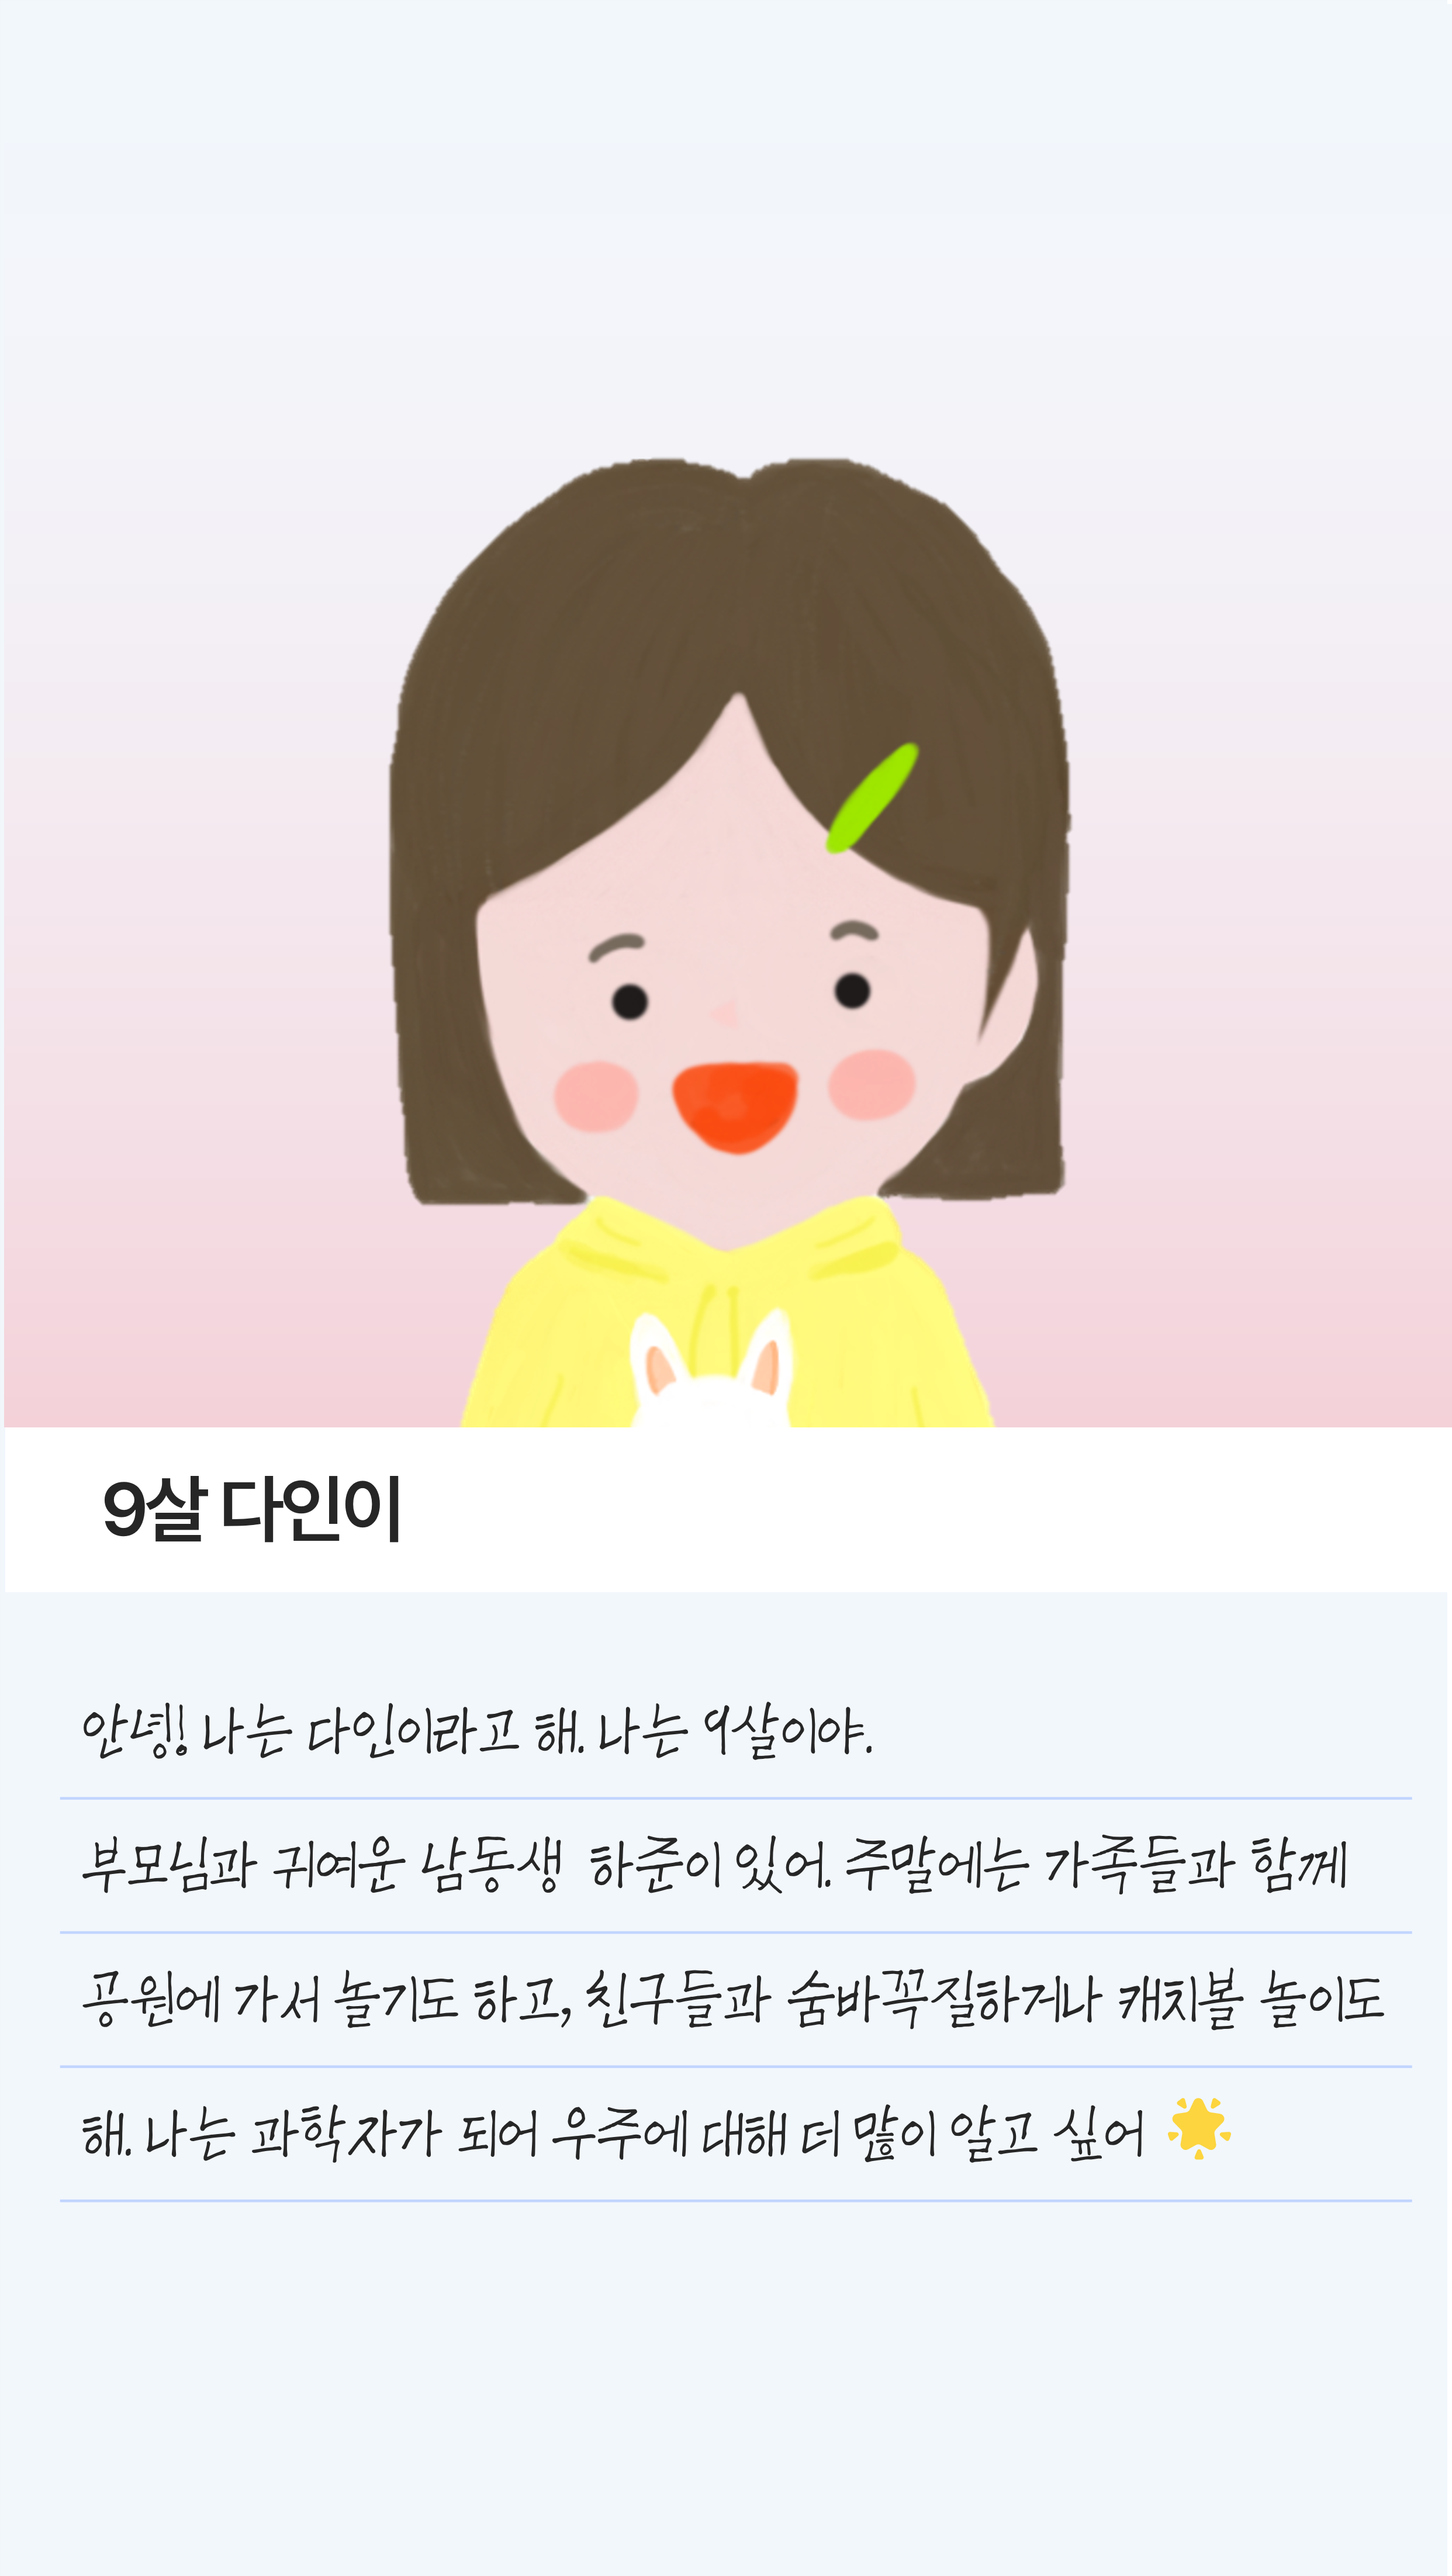 9살 다인이
안녕! 나는 다인이라고 해. 나는 9살이야.
부모님과 귀여운 남동생 하준이 있어. 주말에는 가족들과 함께
공원에 가서 놀기도 하고, 친구들과 숨바꼭질하거나 캐치볼 놀이도
해. 나는 과학자가 되어 우주에 대해 더 많이 알고 싶어